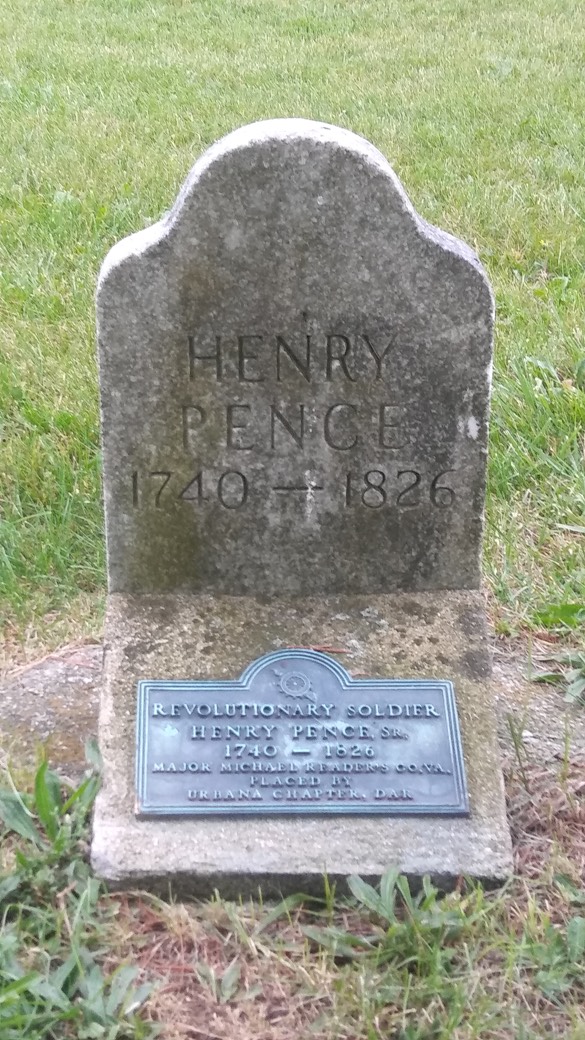 HENRY
PENCE
1740 — 1826
REVOLUTIONARY SOLDIER
HENRY PENCE, SR.
1740 — 1826
MAJOR MICHAEL READER'S CO., VA.
PLACED BY
URBANA CHAPTER, DAR